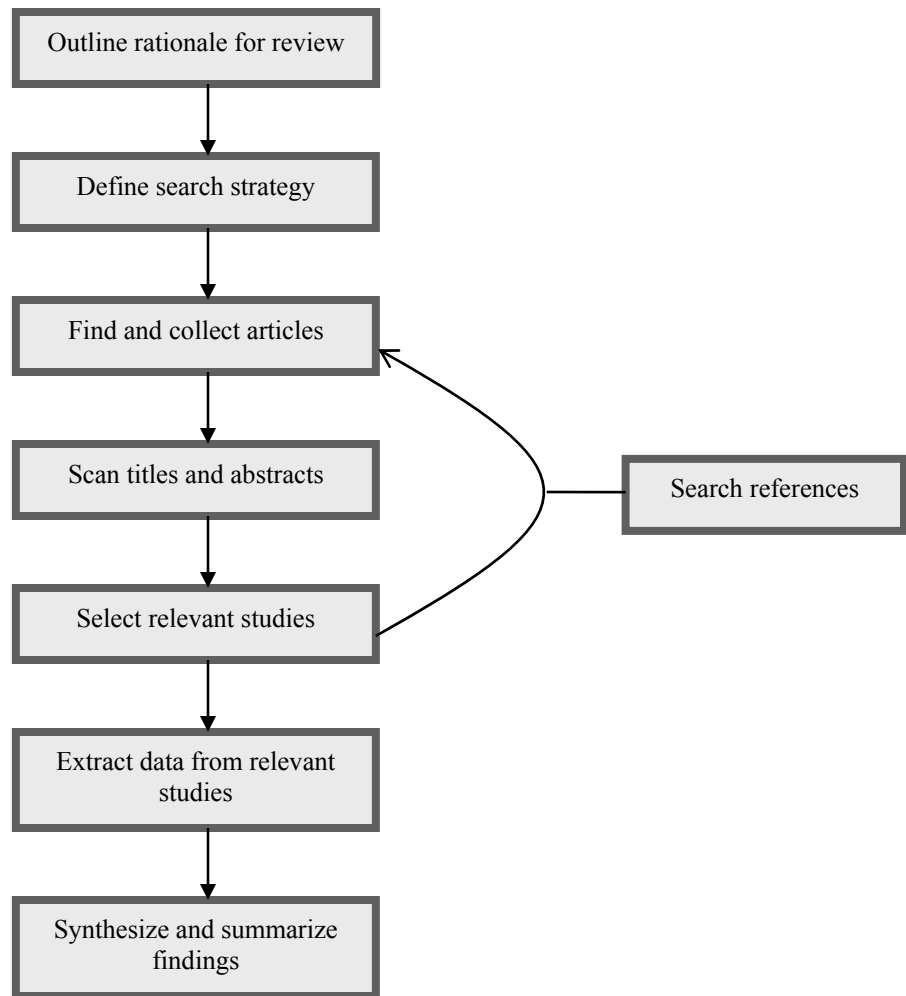 Outline rationale for review
Define search strategy
Find and collect articles
Scan titles and abstracts
Search references
Select relevant studies
Extract data from relevant
studies
Synthesize and summarize
findings